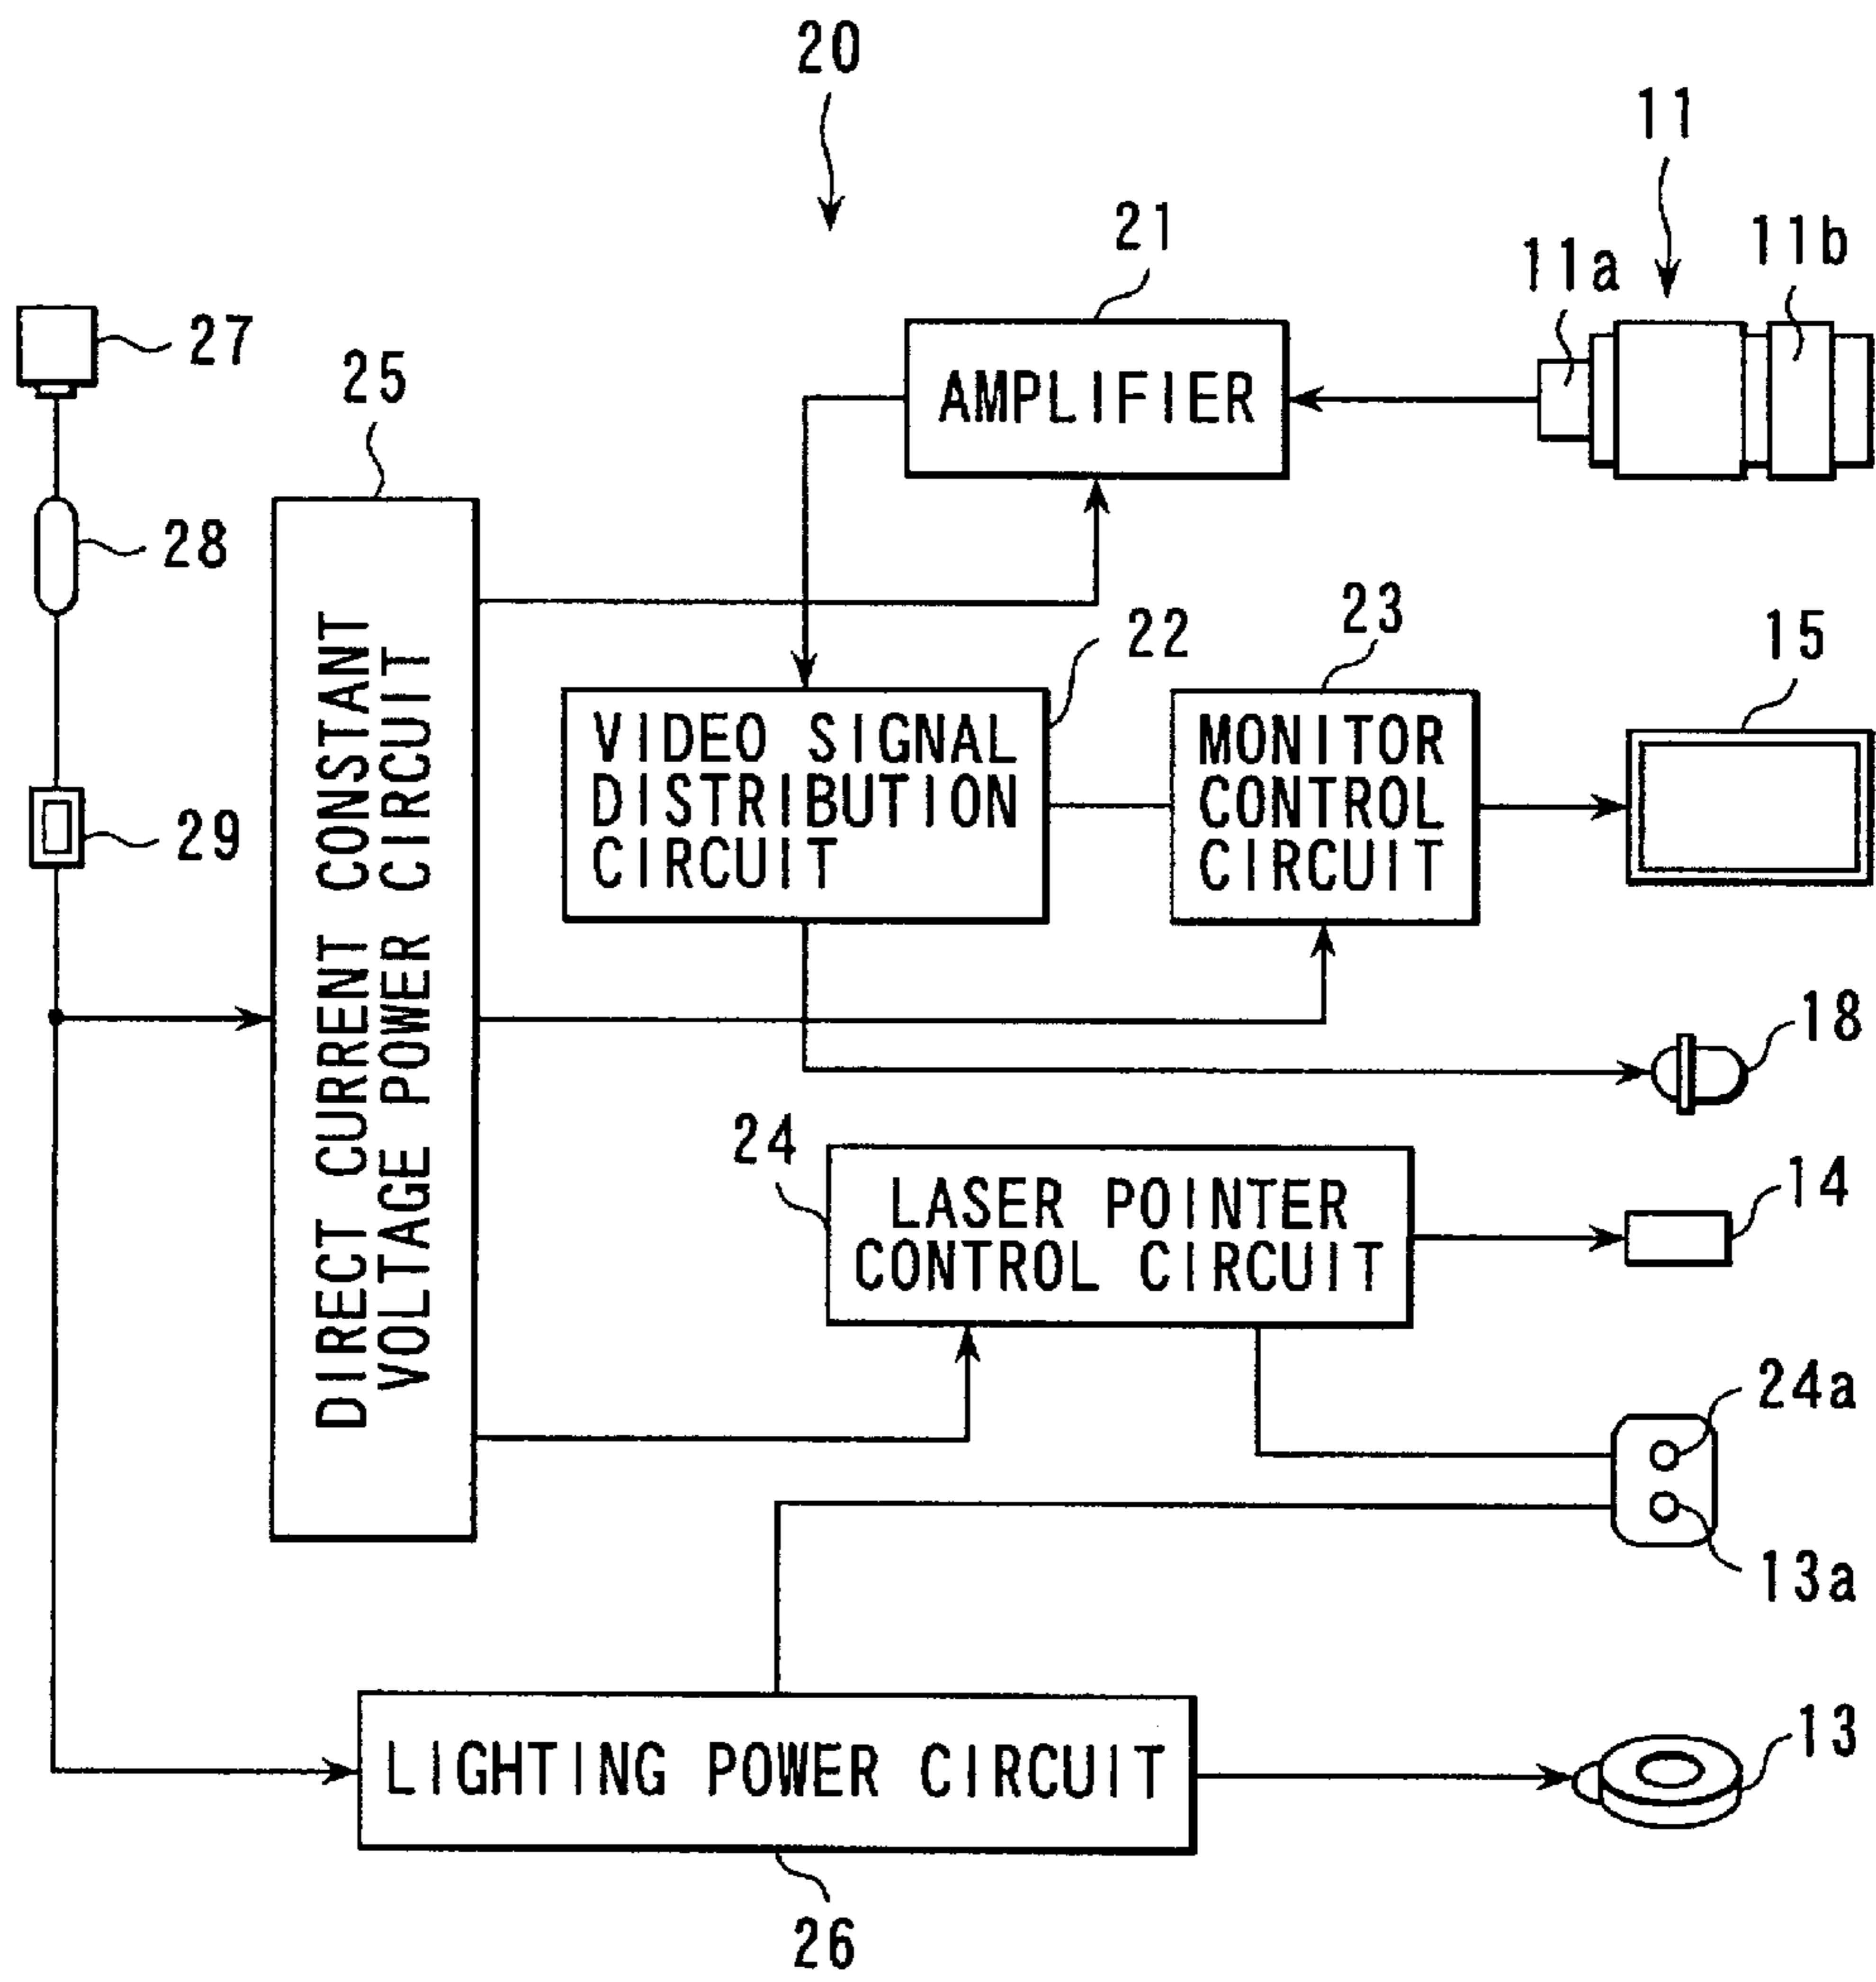 20
11
21
11a
11b
27
25
AMPLIFIER
28
22
23
15
29
VIDEO SIGNAL
DISTRIBUTION
CIRCUIT
MONITOR
CONTROL
CIRCUIT
DIRECT CURRENT CONSTANT
VOLTAGE POWER CIRCUIT
18
24
LASER POINTER
CONTROL CIRCUIT
14
24a
13a
LIGHTING POWER CIRCUIT
13
26